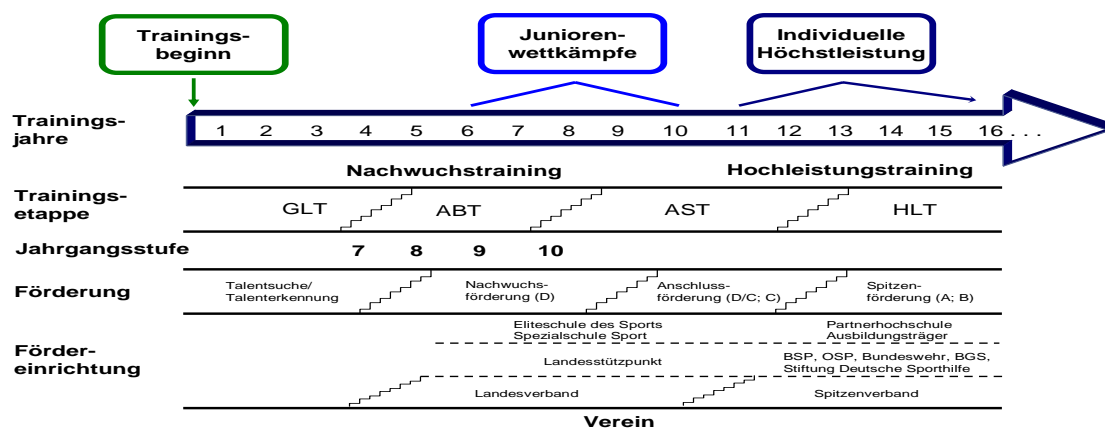 Trainings-
beginn
Junioren-
wettkämpfe
Individuelle
Höchstleistung
Trainings-
jahre
1 2 3 4 5 6 7 8 9 10 11 12 13 14 15 16 . . .
Nachwuchstraining Hochleistungstraining
Trainings-
etappe
GLT ABT AST HLT
Jahrgangsstufe 7 8 9 10
Förderung
Talentsuche/
Talenterkennung
Nachwuchs-
förderung (D)
Anschluss-
förderung (D/C; C)
Spitzen-
förderung (A; B)
Förder-
einrichtung
Eliteschule des Sports
Spezialschule Sport
Partnerhochschule
Ausbildungsträger
Landesstützpunkt
BSP, OSP, Bundeswehr, BGS,
Stiftung Deutsche Sporthilfe
Landesverband
Spitzenverband
Verein